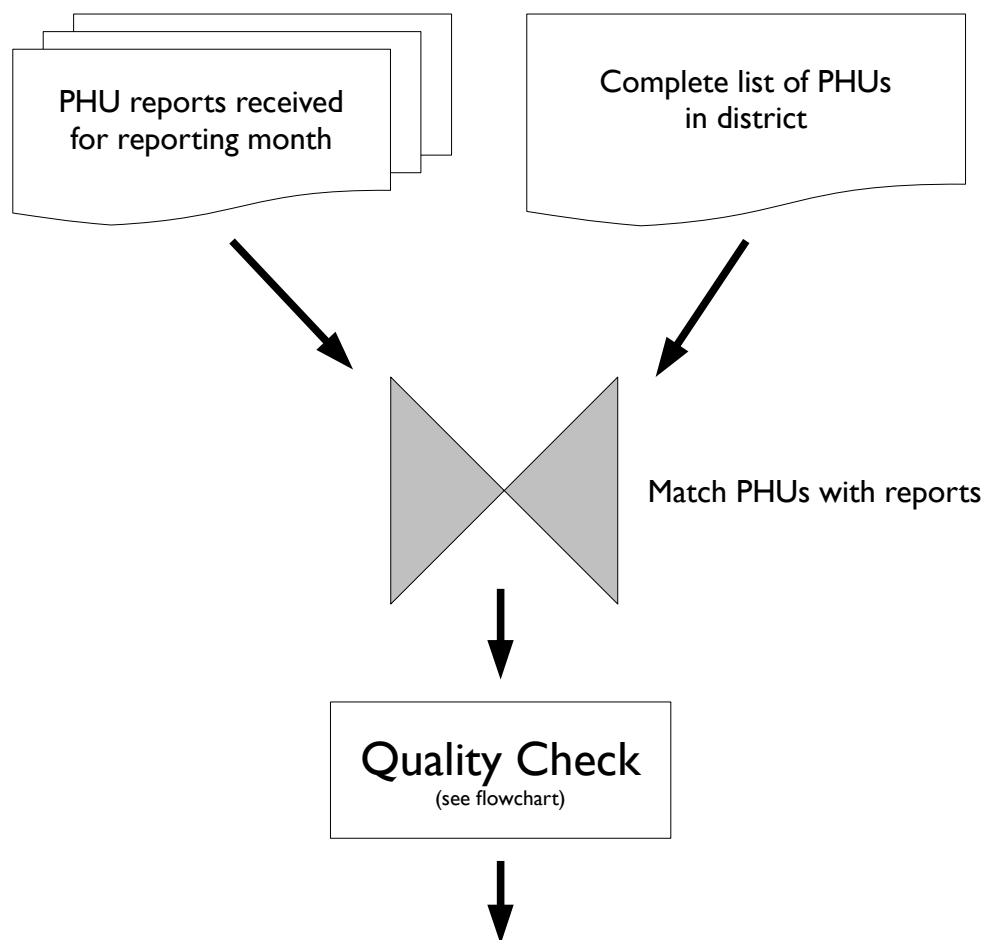 PHU reports received
for reporting month
Complete list of PHUs
in district
Match PHUs with reports
Quality Check
(see flowchart)